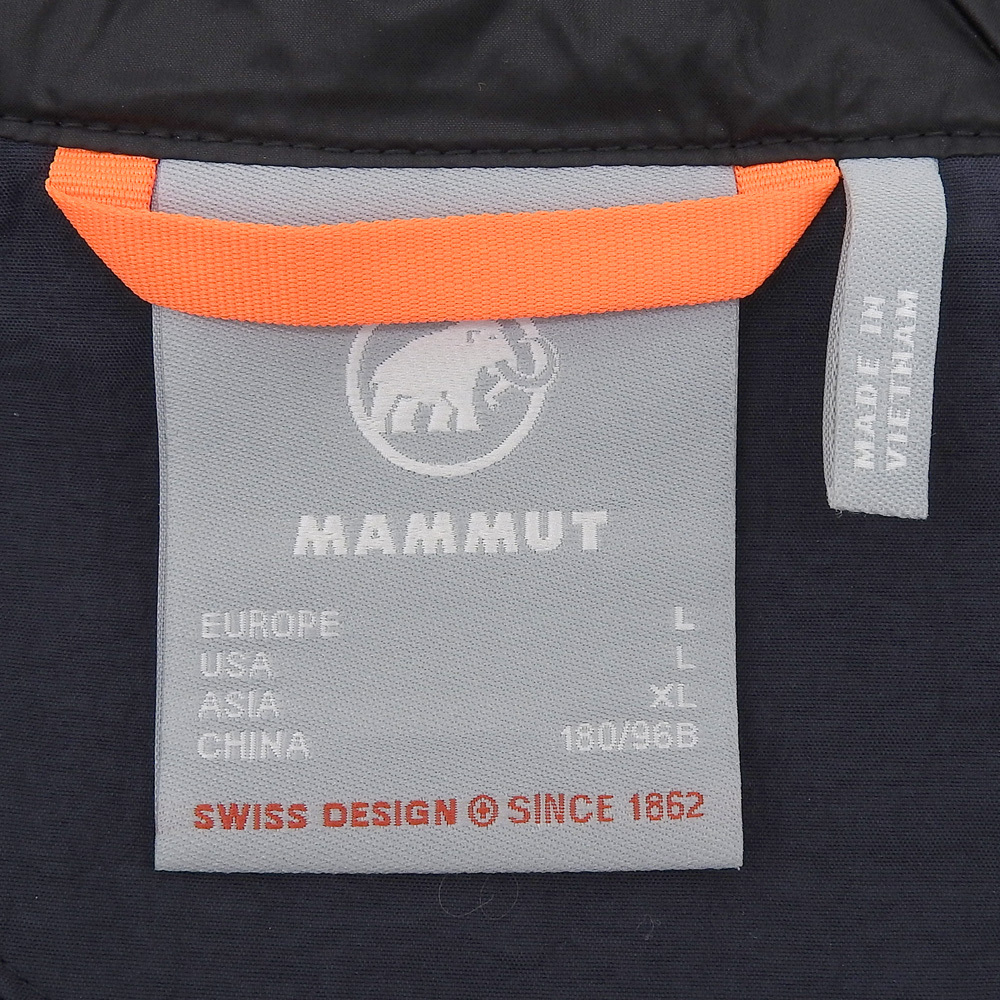 MAMMUT
EUROPE L
USA L
ASIA XL
CHINA 180/96B
SWISS DESIGN SINCE 1862
MADE IN
VIETNAM